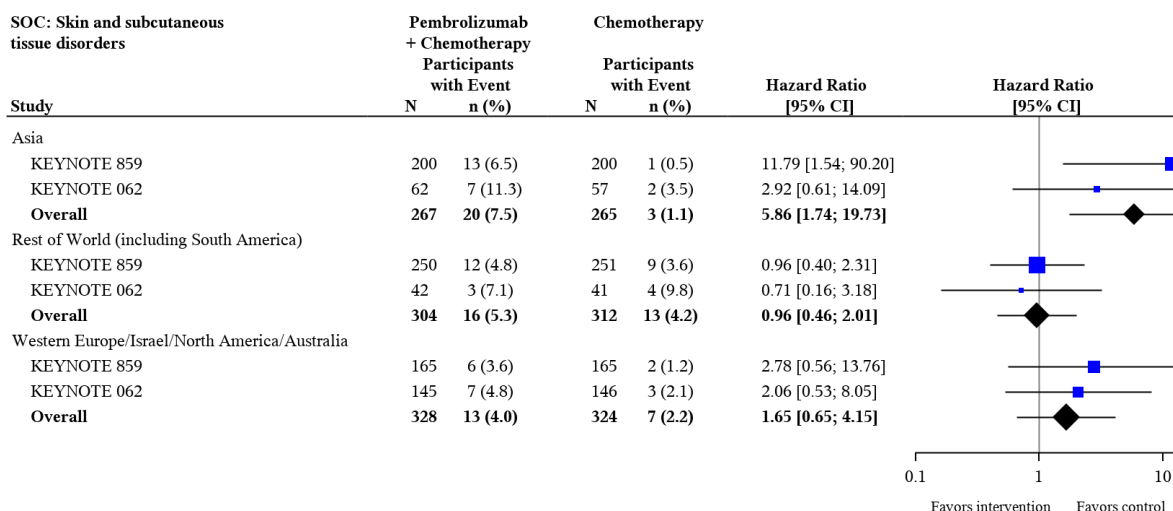 SOC: Skin and subcutaneous Pembrolizumab Chemotherapy
tissue disorders + Chemotherapy
Participants Participants
with Event with Event Hazard Ratio Hazard Ratio
Study N n (%) N n (%) [95% CI] [95% CI]
Asia
KEYNOTE 859 200 13 (6.5) 200 1 (0.5) 11.79 [1.54; 90.20]
KEYNOTE 062 62 7 (11.3) 57 2 (3.5) 2.92 [0.61; 14.09]
Overall 267 20 (7.5) 265 3 (1.1) 5.86 [1.74; 19.73]
Rest of World (including South America)
KEYNOTE 859 250 12 (4.8) 251 9 (3.6) 0.96 [0.40; 2.31]
KEYNOTE 062 42 3 (7.1) 41 4 (9.8) 0.71 [0.16; 3.18]
Overall 304 16 (5.3) 312 13 (4.2) 0.96 [0.46; 2.01]
Western Europe/Israel/North America/Australia
KEYNOTE 859 165 6 (3.6) 165 2 (1.2) 2.78 [0.56; 13.76]
KEYNOTE 062 145 7 (4.8) 146 3 (2.1) 2.06 [0.53; 8.05]
Overall 328 13 (4.0) 324 7 (2.2) 1.65 [0.65; 4.15]
0.1 1 10
Favors intervention Favors control